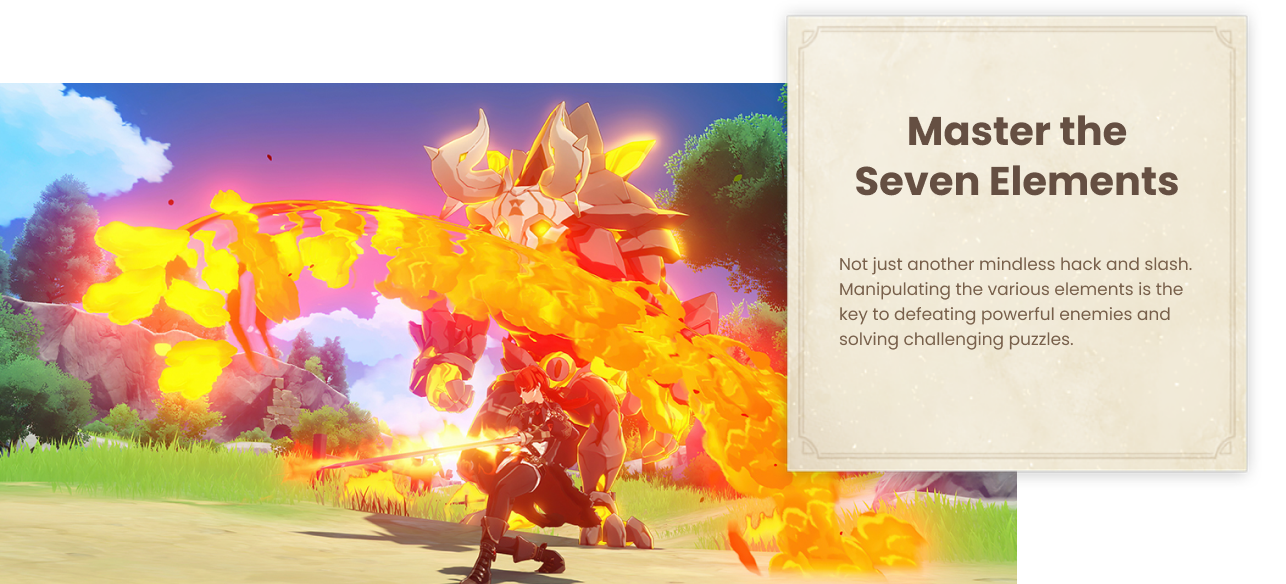 Master the
Seven Elements
Not just another mindless hack and slash.
Manipulating the various elements is the
key to defeating powerful enemies and
solving challenging puzzles.